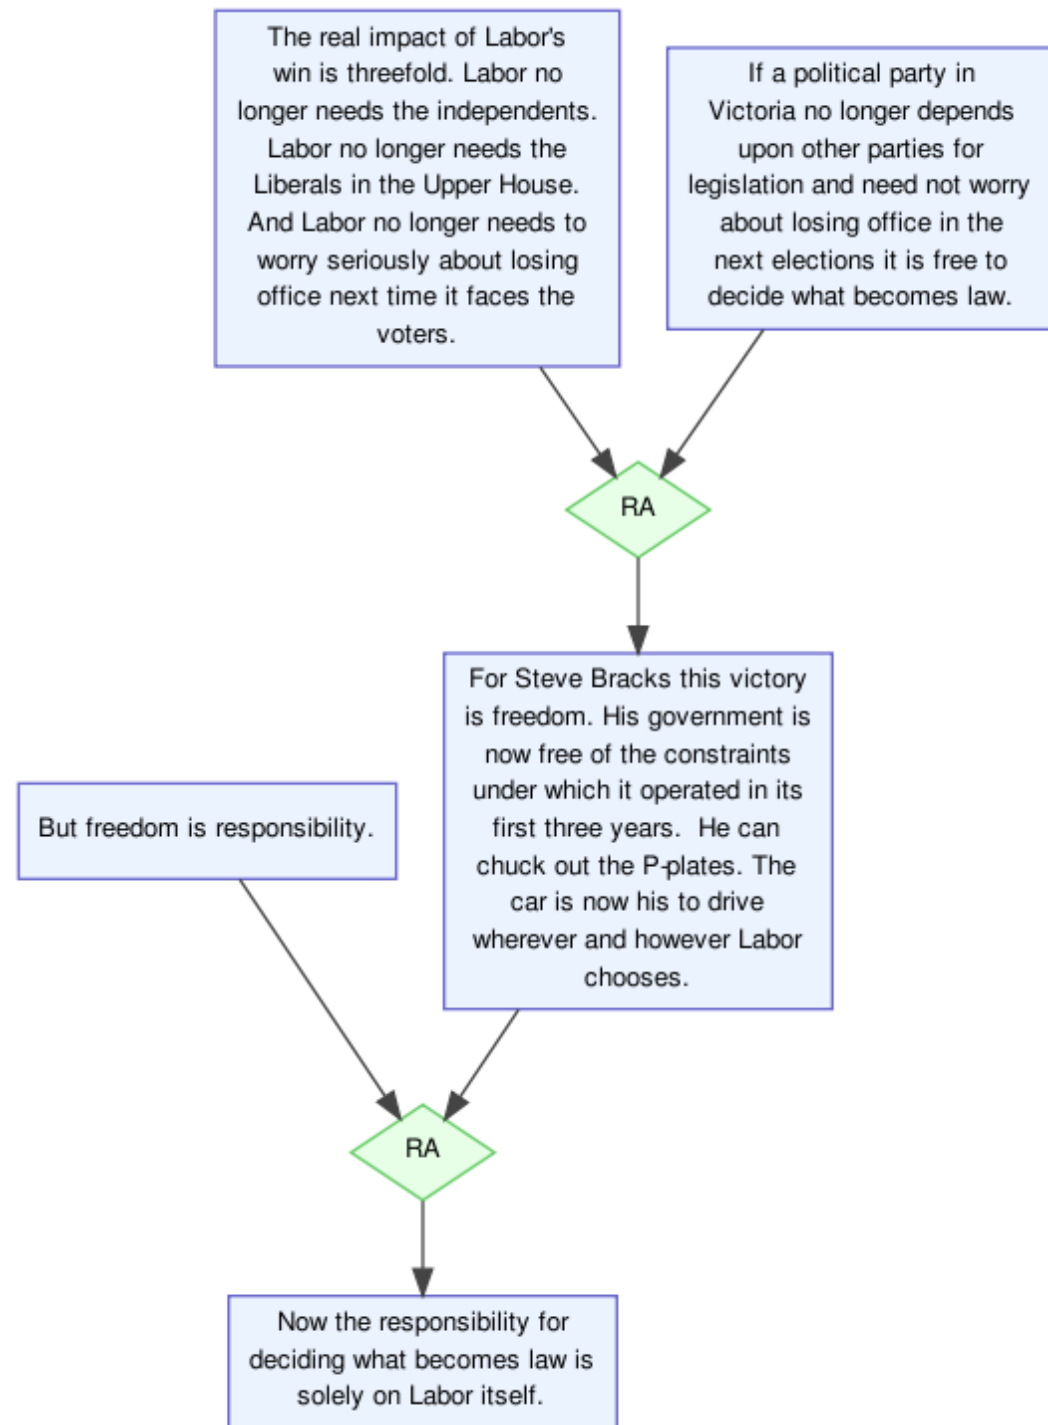 The real impact of Labor's
win is threefold. Labor no
longer needs the independents.
Labor no longer needs the
Liberals in the Upper House.
And Labor no longer needs to
worry seriously about losing
office next time it faces the
voters.
If a political party in
Victoria no longer depends
upon other parties for
legislation and need not worry
about losing office in the
next elections it is free to
decide what becomes law.
RA
For Steve Bracks this victory
is freedom. His government is
now free of the constraints
under which it operated in its
first three years.  He can
chuck out the P-plates. The
car is now his to drive
wherever and however Labor
chooses.
But freedom is responsibility.
RA
Now the responsibility for
deciding what becomes law is
solely on Labor itself.